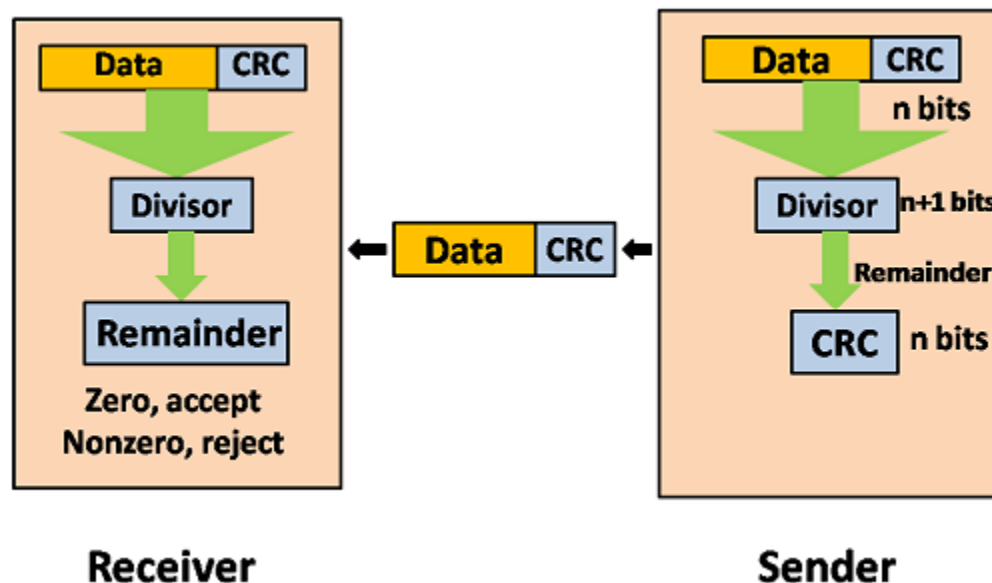 Data CRC
Divisor
Remainder
Zero, accept
Nonzero, reject
Receiver
Data CRC
Data CRC
n bits
Divisor n+1 bits
Remainder
CRC n bits
Sender